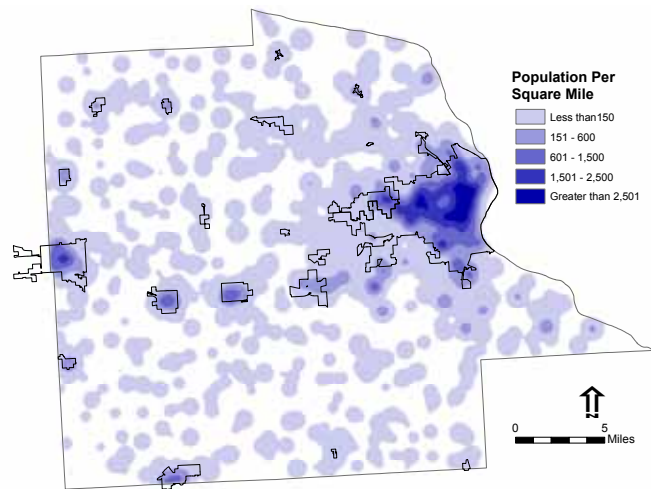 Population Per
Square Mile
Less than150
151 - 600
601 - 1,500
1,501 - 2,500
Greater than 2,501
N
0 5
Miles